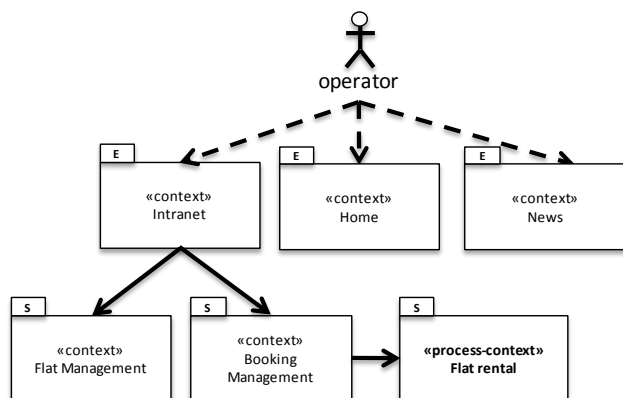 operator
E
E
E
«context»
Intranet
«context»
Home
«context»
News
S
S
S
«context»
Flat Management
«context»
Booking
Management
«process-context»
Flat rental